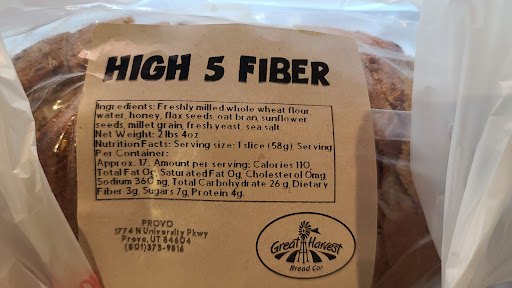 HIGH 5 FIBER
Ingredients: Freshly milled whole wheat flour,
water, honey, flax seeds, oat bran, sunflower
seeds, millet grain, fresh yeast, sea salt
Net Weight: 2 lbs 4oz
Nutrition Facts: Serving size: 1 slice (58g) Serving
Per Container:
Approx. 17. Amount per serving: Calories 110,
Total Fat 0g, Saturated Fat 0g, Cholesterol 0mg
Sodium 360mg, Total Carbohydrate 26 g, Dietary
Fiber 3g, Sugars 7g, Protein 4g.
PROVO
1774 N University Pkwy
Provo, UT 84604
(801)373-9816
Great Harvest
Bread Co.